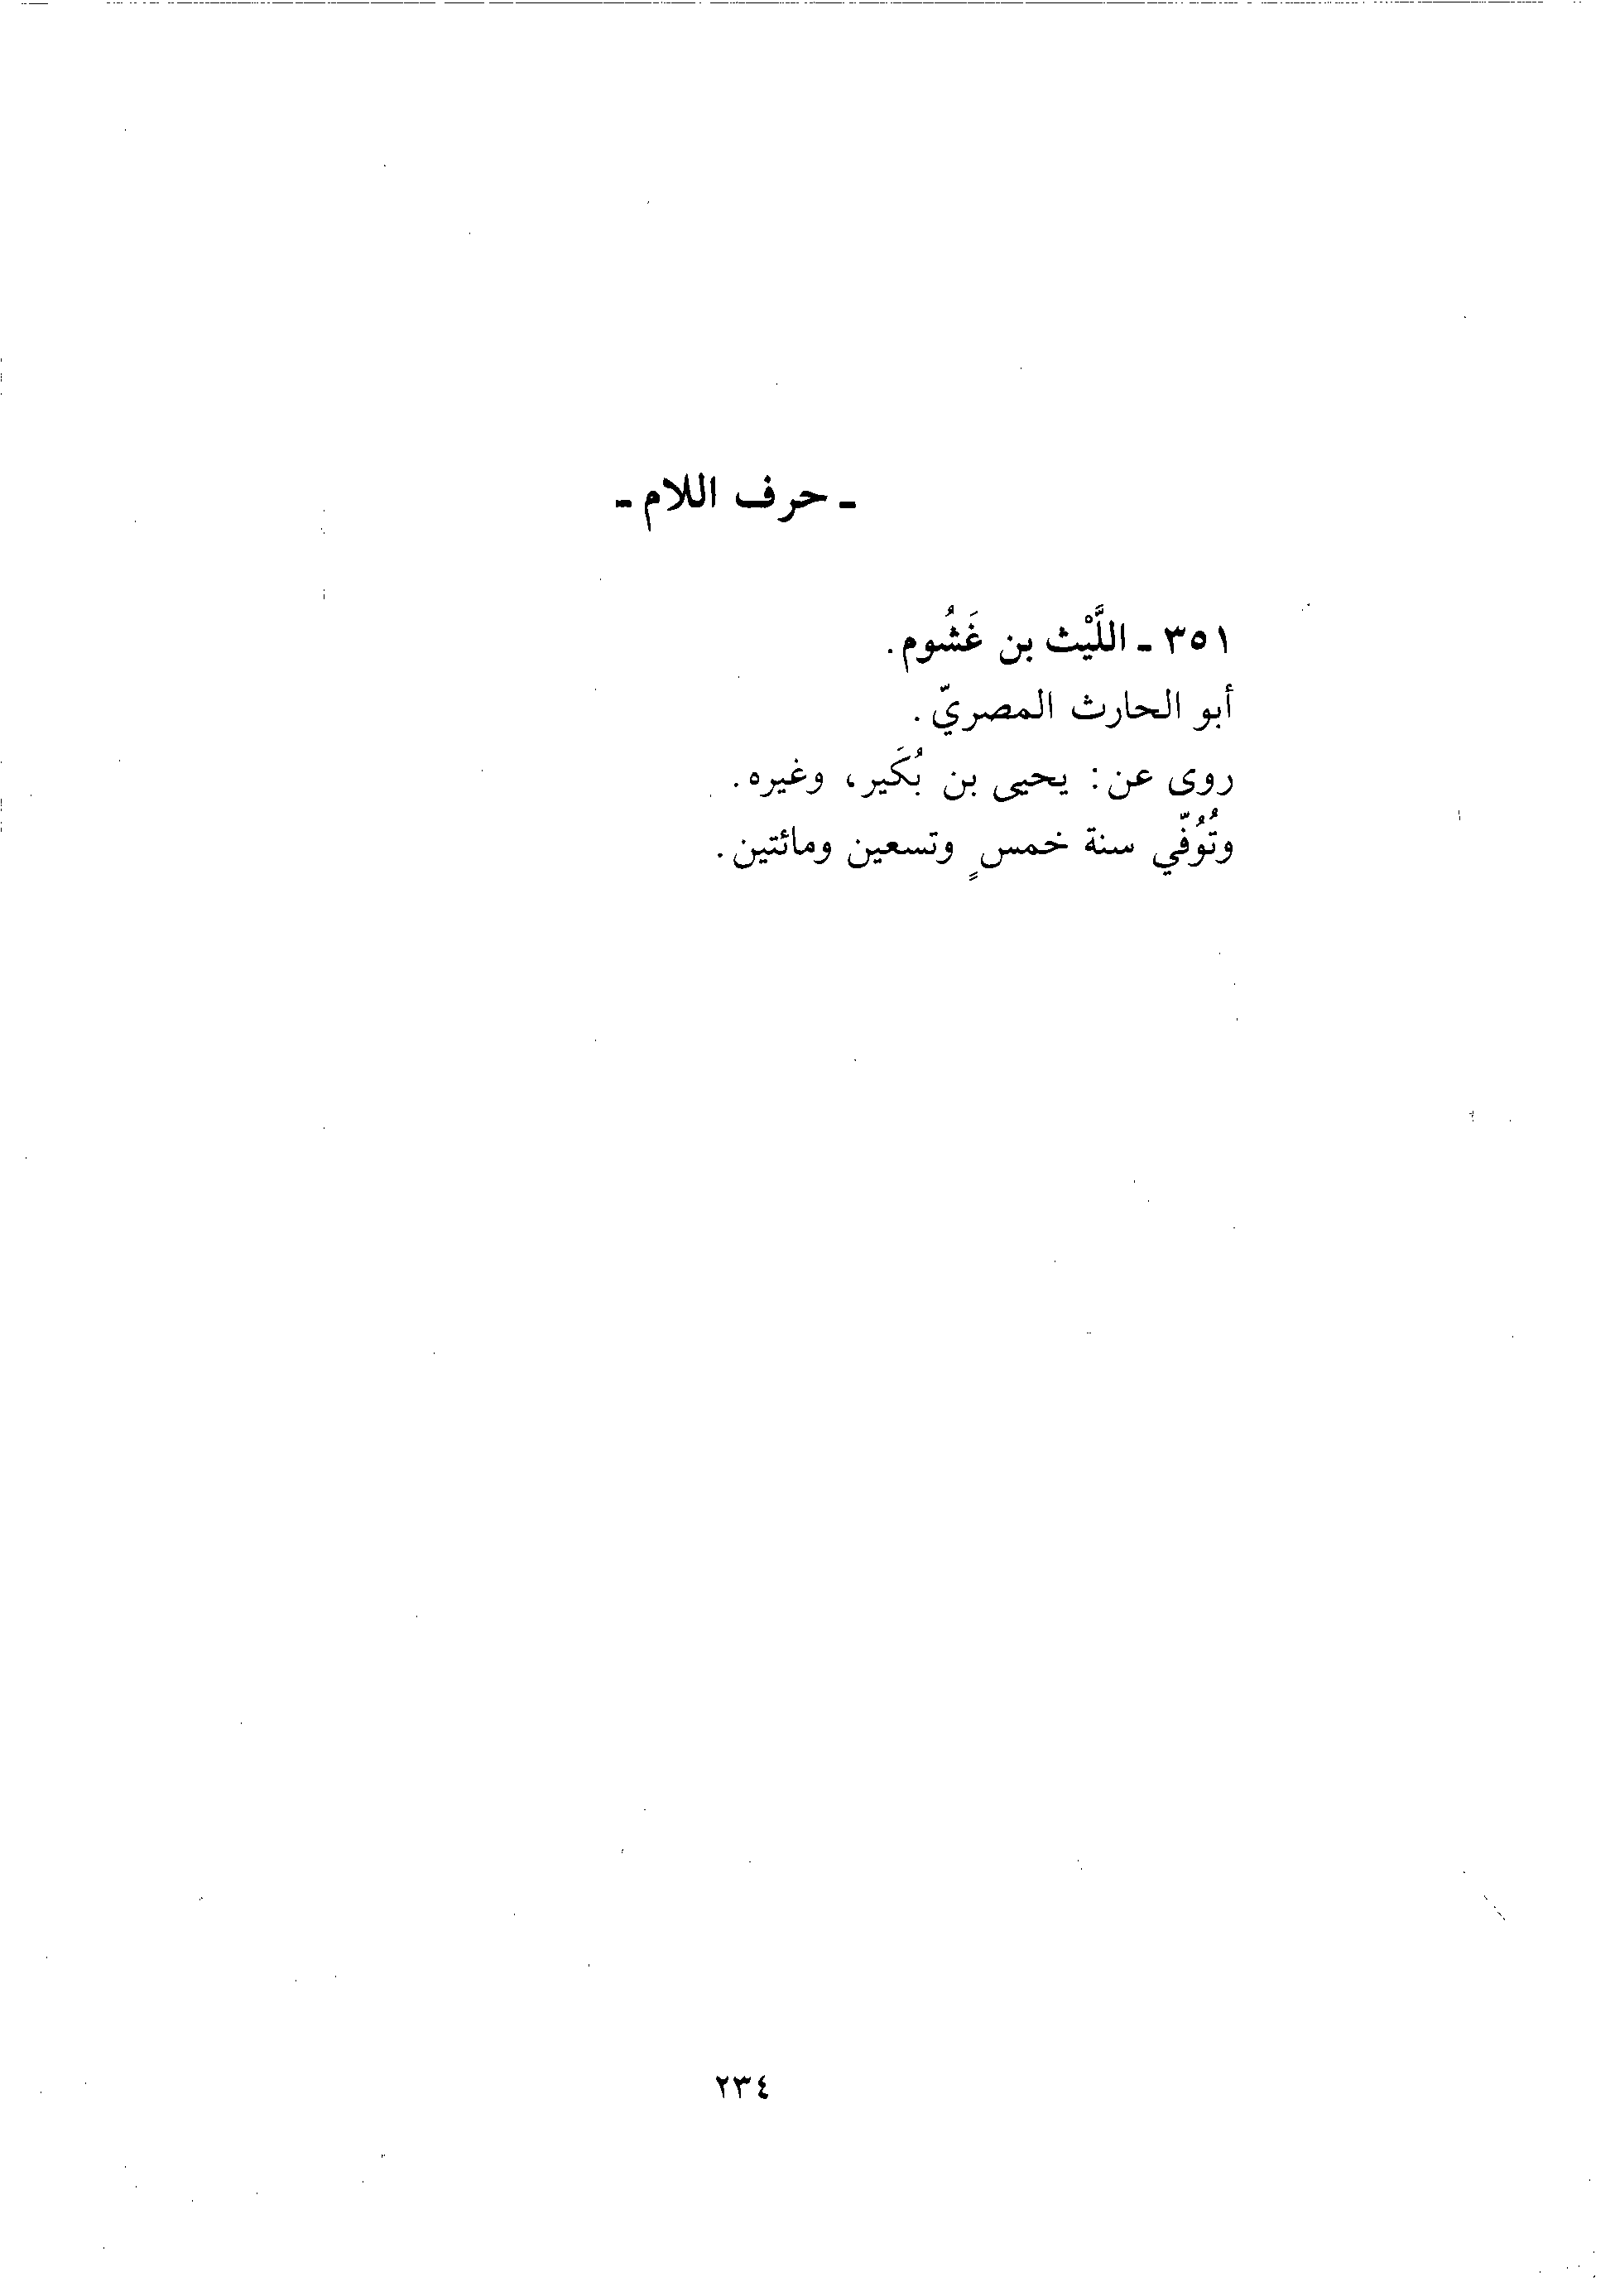 ـ حرف اللام ـ
٣٥١ ـ اللَّيْث بن غَشُوم.
أبو الحارث المصريّ.
روى عن: يحيى بن بُكَير، وغيره.
وتُوُفّي سنة خمسٍ وتسعين ومائتين.
٢٣٤